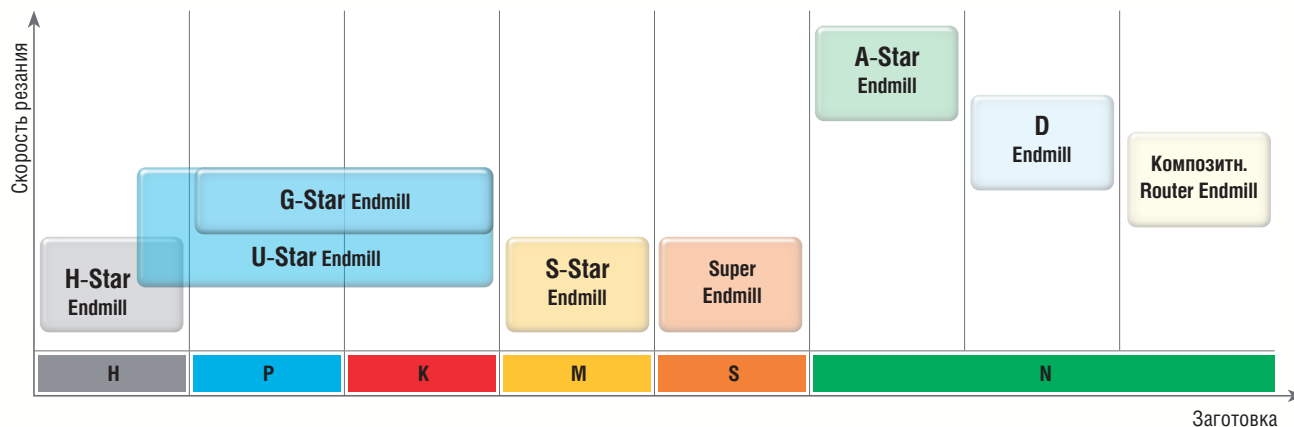 Скорость резания
A-Star
Endmill
D
Endmill
Композитн.
Router Endmill
G-Star Endmill
U-Star Endmill
H-Star
Endmill
S-Star
Endmill
Super
Endmill
H
P
K
M
S
N
Заготовка